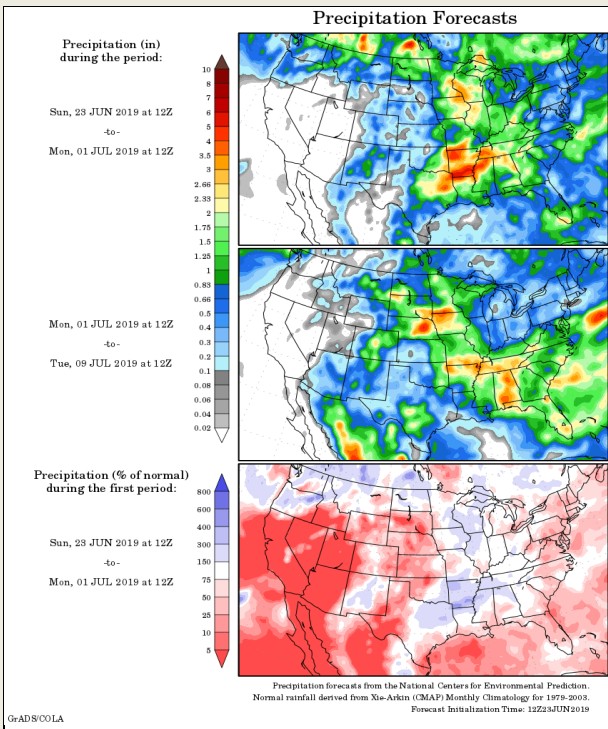 Precipitation Forecasts
Precipitation (in)
during the period:
Sun, 23 JUN 2019 at 12Z
-to-
Mon, 01 JUL 2019 at 12Z
10
8
7
6
5
4
3.5
3
2.66
2.33
2
1.75
1.5
1.25
1
0.83
0.66
0.5
0.4
0.3
0.2
0.1
0.08
0.06
0.04
0.02
Mon, 01 JUL 2019 at 12Z
-to-
Tue, 09 JUL 2019 at 12Z
Precipitation (% of normal)
during the first period:
Sun, 23 JUN 2019 at 12Z
-to-
Mon, 01 JUL 2019 at 12Z
800
600
400
300
150
75
50
25
10
5
Precipitation forecasts from the National Centers for Environmental Prediction.
Normal rainfall derived from Xie-Arkin (CMAP) Monthly Climatology for 1979-2003.
Forecast Initialization Time: 12Z23JUN2019
GrADS/COLA